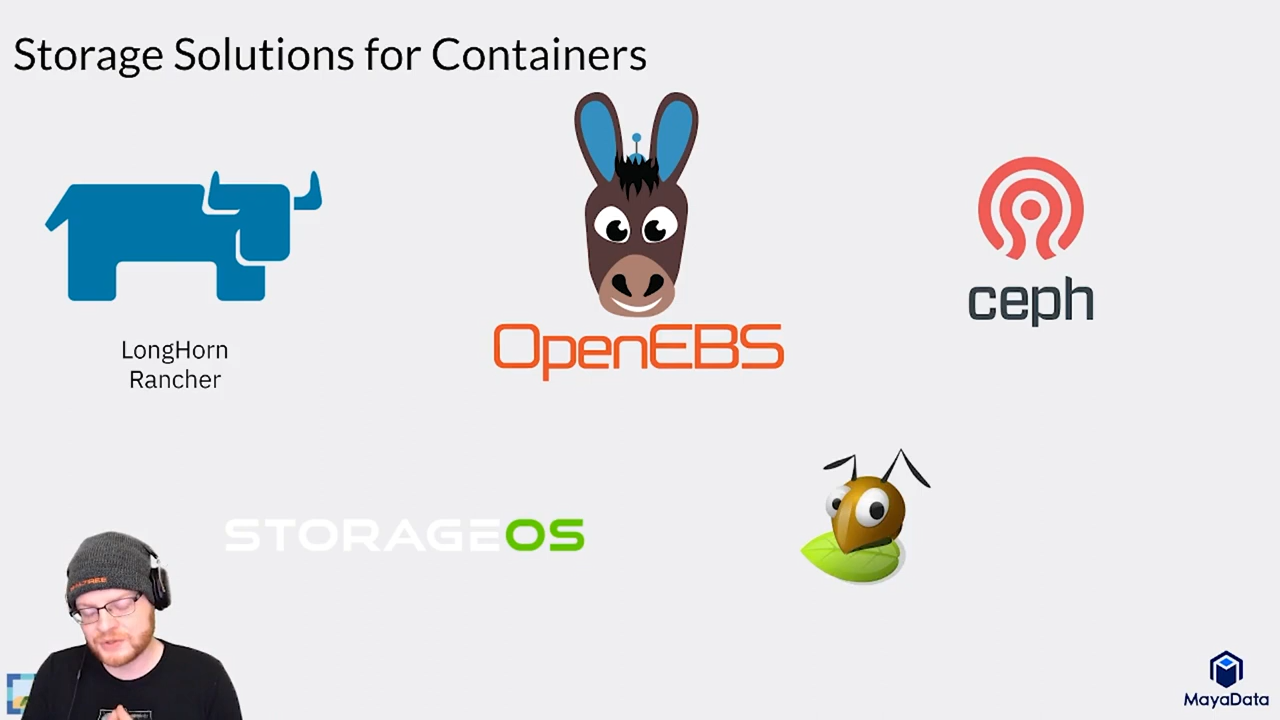 Storage Solutions for Containers
LongHorn
Rancher
OpenEBS
ceph
STORAGEOS
MayaData